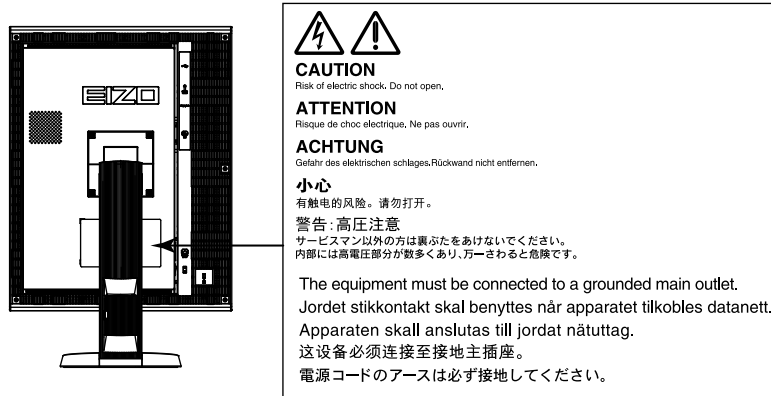 EIZO
CAUTION
Risk of electric shock. Do not open.
ATTENTION
Risque de choc electrique. Ne pas ouvrir.
ACHTUNG
Gefahr des elektrischen schlages.Rückwand nicht entfernen.
小心
有触电的风险。请勿打开。
警告:高圧注意
サービスマン以外の方は裏ぶたをあけないでください。
内部には高電圧部分が数多くあり、万一さわると危険です。
The equipment must be connected to a grounded main outlet.
Jordet stikkontakt skal benyttes når apparatet tilkobles datanett.
Apparaten skall anslutas till jordat nätuttag.
这设备必须连接至接地主插座。
電源コードのアースは必ず接地してください。